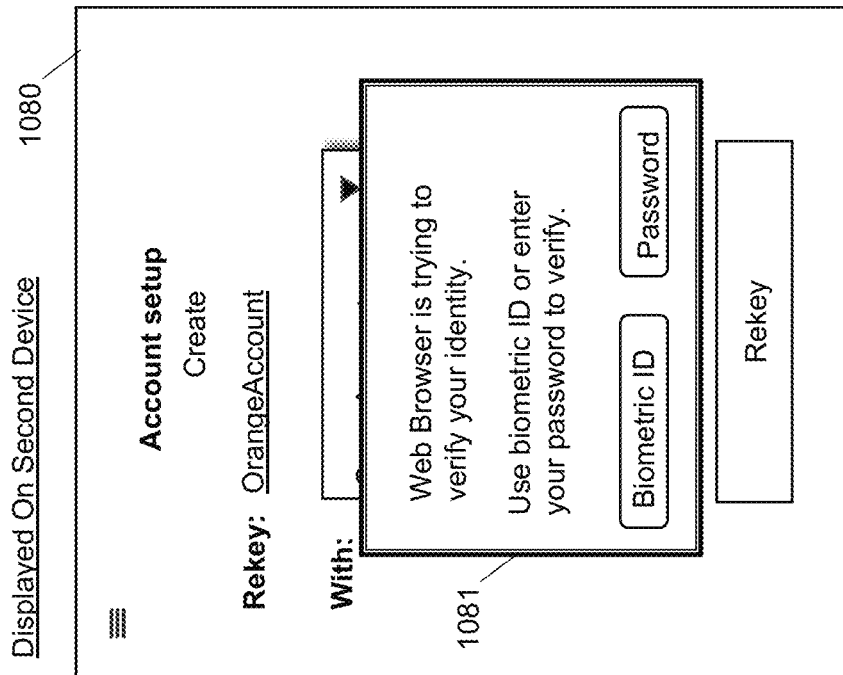 Displayed On Second Device
1080
Account setup
Create
Rekey: OrangeAccount
With:
Web Browser is trying to
verify your identity.
Use biometric ID or enter
your password to verify.
Biometric ID
Password
1081
Rekey